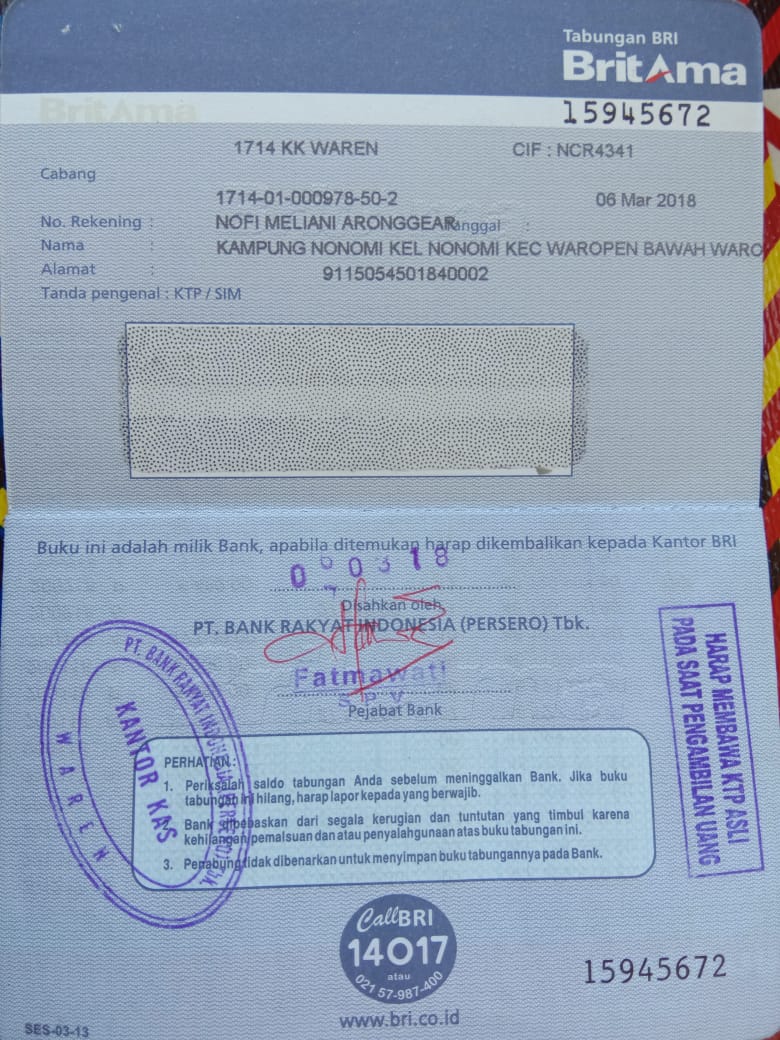 Tabungan BRI
BritAma
BritAma
15945672
1714 KK WAREN
CIF : NCR4341
Cabang
1714-01-000978-50-2
06 Mar 2018
No. Rekening :
NOFI MELIANI ARONGGEAR
Tanggal :
Nama :
KAMPUNG NONOMI KEL NONOMI KEC WAROPEN BAWAH WARO
Alamat :
9115054501840002
Tanda pengenal : KTP / SIM
Buku ini adalah milik Bank, apabila ditemukan harap dikembalikan kepada Kantor BRI
090318
Disahkan oleh,
PT. BANK RAKYAT INDONESIA (PERSERO) Tbk.
Fatmawati
SPV
Pejabat Bank
PT. BANK RAKYAT INDONESIA (PERSERO) Tbk
KANTOR KAS
WAREN
HARAP MEMBAWA KTP ASLI
PADA SAAT PENGAMBILAN UANG
PERHATIAN :
1. Periksalah saldo tabungan Anda sebelum meninggalkan Bank. Jika buku
tabungan ini hilang, harap lapor kepada yang berwajib.
Bank dibebaskan dari segala kerugian dan tuntutan yang timbul karena
kehilangan, pemalsuan dan atau penyalahgunaan atas buku tabungan ini.
3. Penabung tidak dibenarkan untuk menyimpan buku tabungannya pada Bank.
CallBRI
14017
atau
021 57-987-400
www.bri.co.id
15945672
SES-03-13